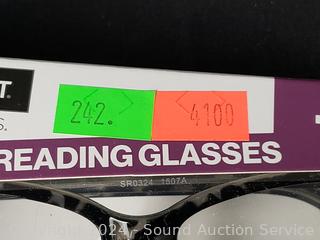 T.
242. 4100
S.
READING GLASSES
SR0324 1507A
2024 - Sound Auction Service